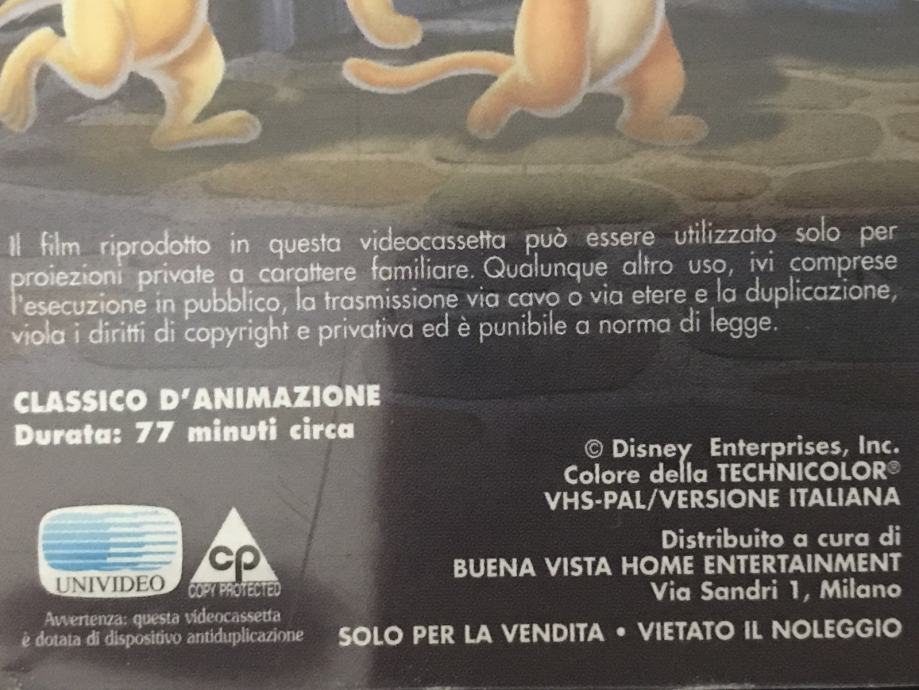 Il film riprodotto in questa videocassetta può essere utilizzato solo per
proiezioni private a carattere familiare. Qualunque altro uso, ivi comprese
l'esecuzione in pubblico, la trasmissione via cavo o via etere e la duplicazione,
viola i diritti di copyright e privativa ed è punibile a norma di legge.
CLASSICO D'ANIMAZIONE
Durata: 77 minuti circa
© Disney Enterprises, Inc.
Colore della TECHNICOLOR®
VHS-PAL/VERSIONE ITALIANA
Distribuito a cura di
BUENA VISTA HOME ENTERTAINMENT
Via Sandri 1, Milano
UNIVIDEO
cp
COPY PROTECTED
Avvertenza: questa videocassetta
è dotata di dispositivo antiduplicazione
SOLO PER LA VENDITA • VIETATO IL NOLEGGIO